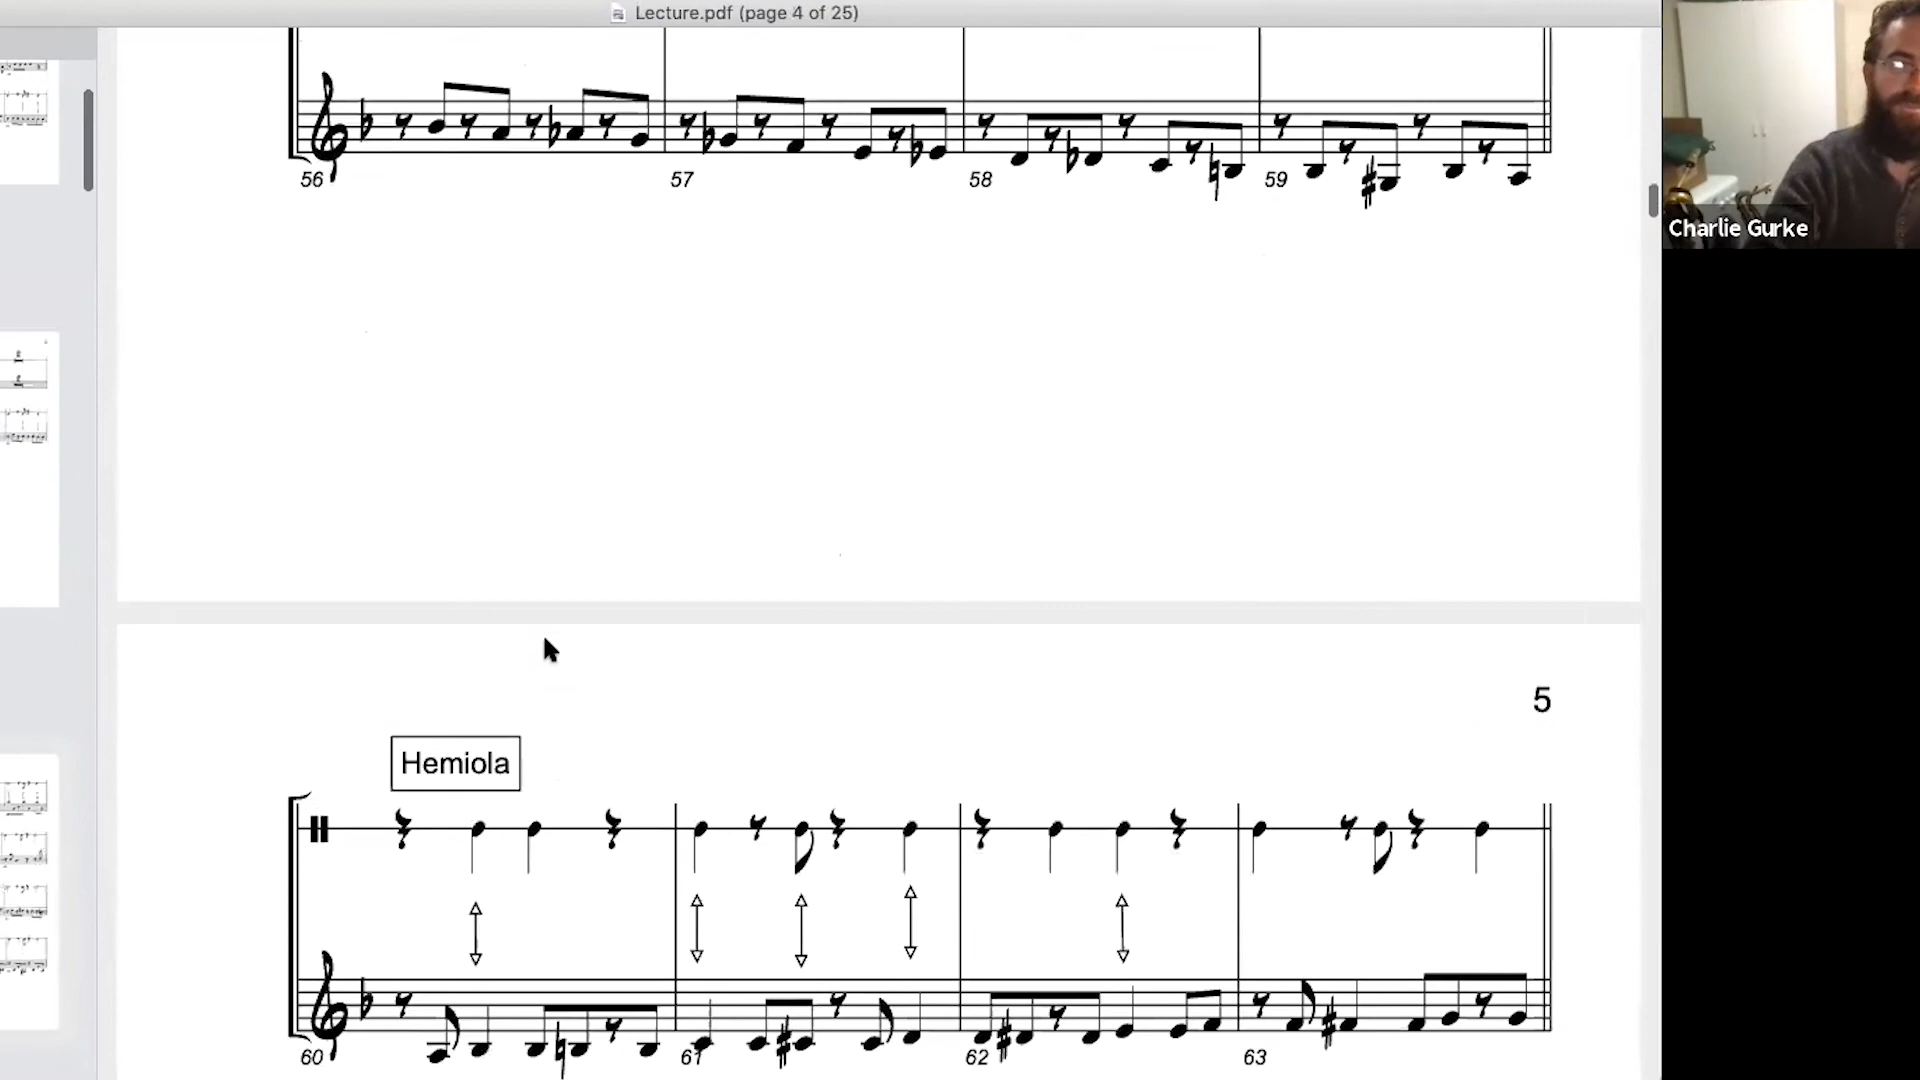 Lecture.pdf (page 4 of 25)
56 57 58 59
Charlie Gurke
5
Hemiola
60 61 62 63